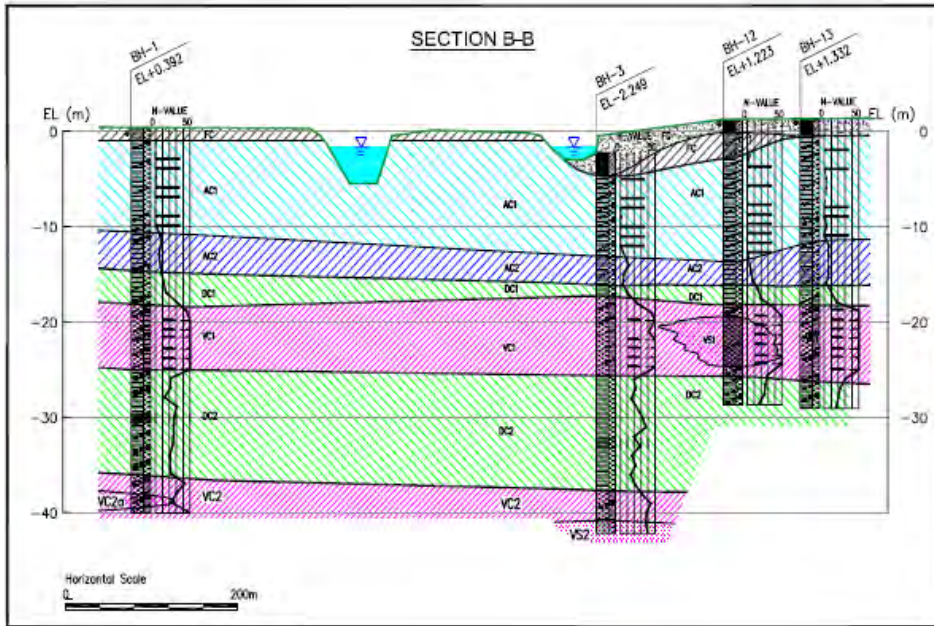 SECTION B-B
BH-1
EL+0.392
BH-3
EL-2.249
BH-12
EL+1.223
BH-13
EL+1.332
EL (m)
N-VALUE
0 50
N-VALUE
0 50
N-VALUE
0 50
EL (m)
0
0
FC
FC
FC
AC1
AC1
AC1
-10
-10
AC2
AC2
AC2
DC1
DC1
DC1
-20
-20
VC1
VC1
VS1
DC2
DC2
DC2
-30
-30
VC2
VC2
VC2a
VS2
-40
-40
Horizontal Scale
0
200m